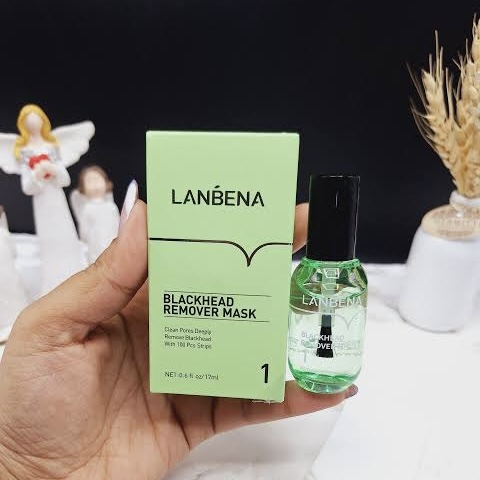 LANBENA
BLACKHEAD
REMOVER MASK
Clean Pores Deeply
Remove Blackhead
With 100 Pcs Strips
NET:0.6 fl.oz/17ml
1
LANBENA
BLACKHEAD